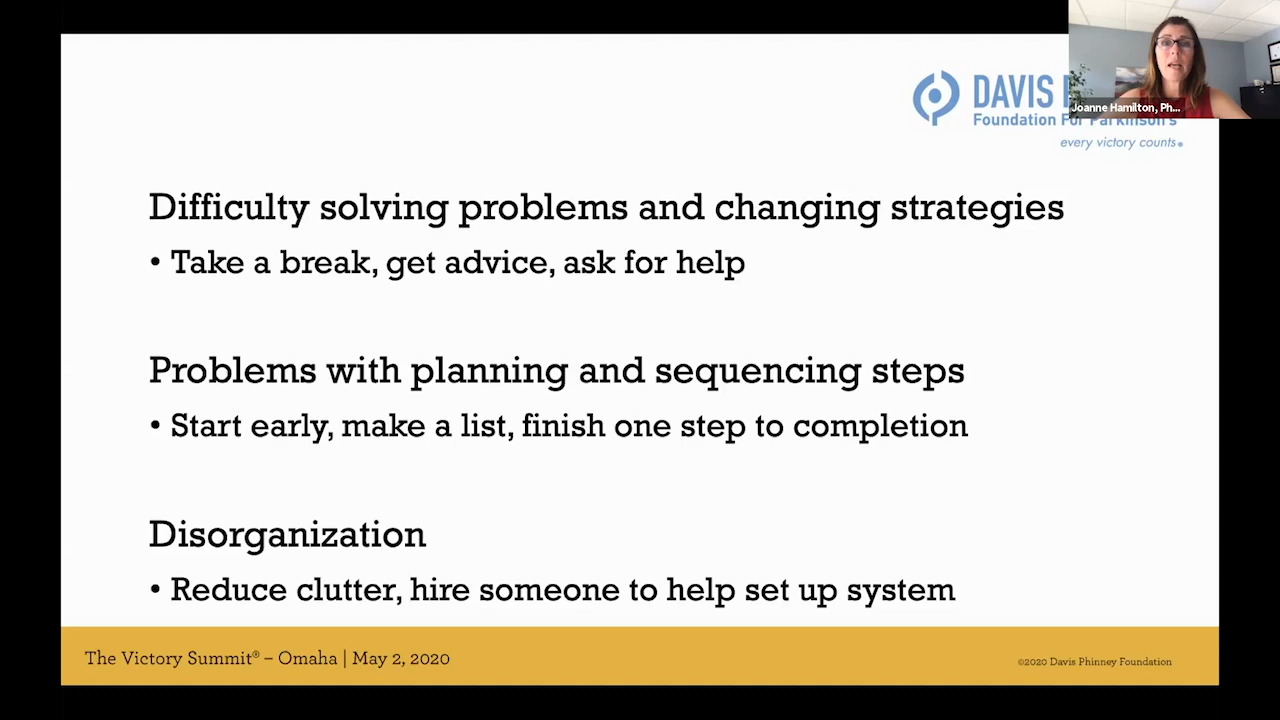 Joanne Hamilton, Ph...
DAVIS P
Foundation For Parkinson's
every victory counts.
Difficulty solving problems and changing strategies
• Take a break, get advice, ask for help
Problems with planning and sequencing steps
• Start early, make a list, finish one step to completion
Disorganization
• Reduce clutter, hire someone to help set up system
The Victory Summit® – Omaha | May 2, 2020
©2020 Davis Phinney Foundation